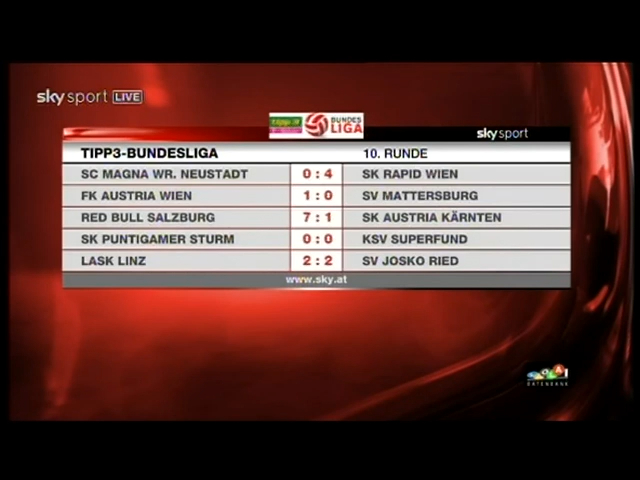 sky sport LIVE
BUNDES
LIGA
sky sport
TIPP3-BUNDESLIGA 10. RUNDE
SC MAGNA WR. NEUSTADT 0 : 4 SK RAPID WIEN
FK AUSTRIA WIEN 1 : 0 SV MATTERSBURG
RED BULL SALZBURG 7 : 1 SK AUSTRIA KÄRNTEN
SK PUNTIGAMER STURM 0 : 0 KSV SUPERFUND
LASK LINZ 2 : 2 SV JOSKO RIED
www.sky.at